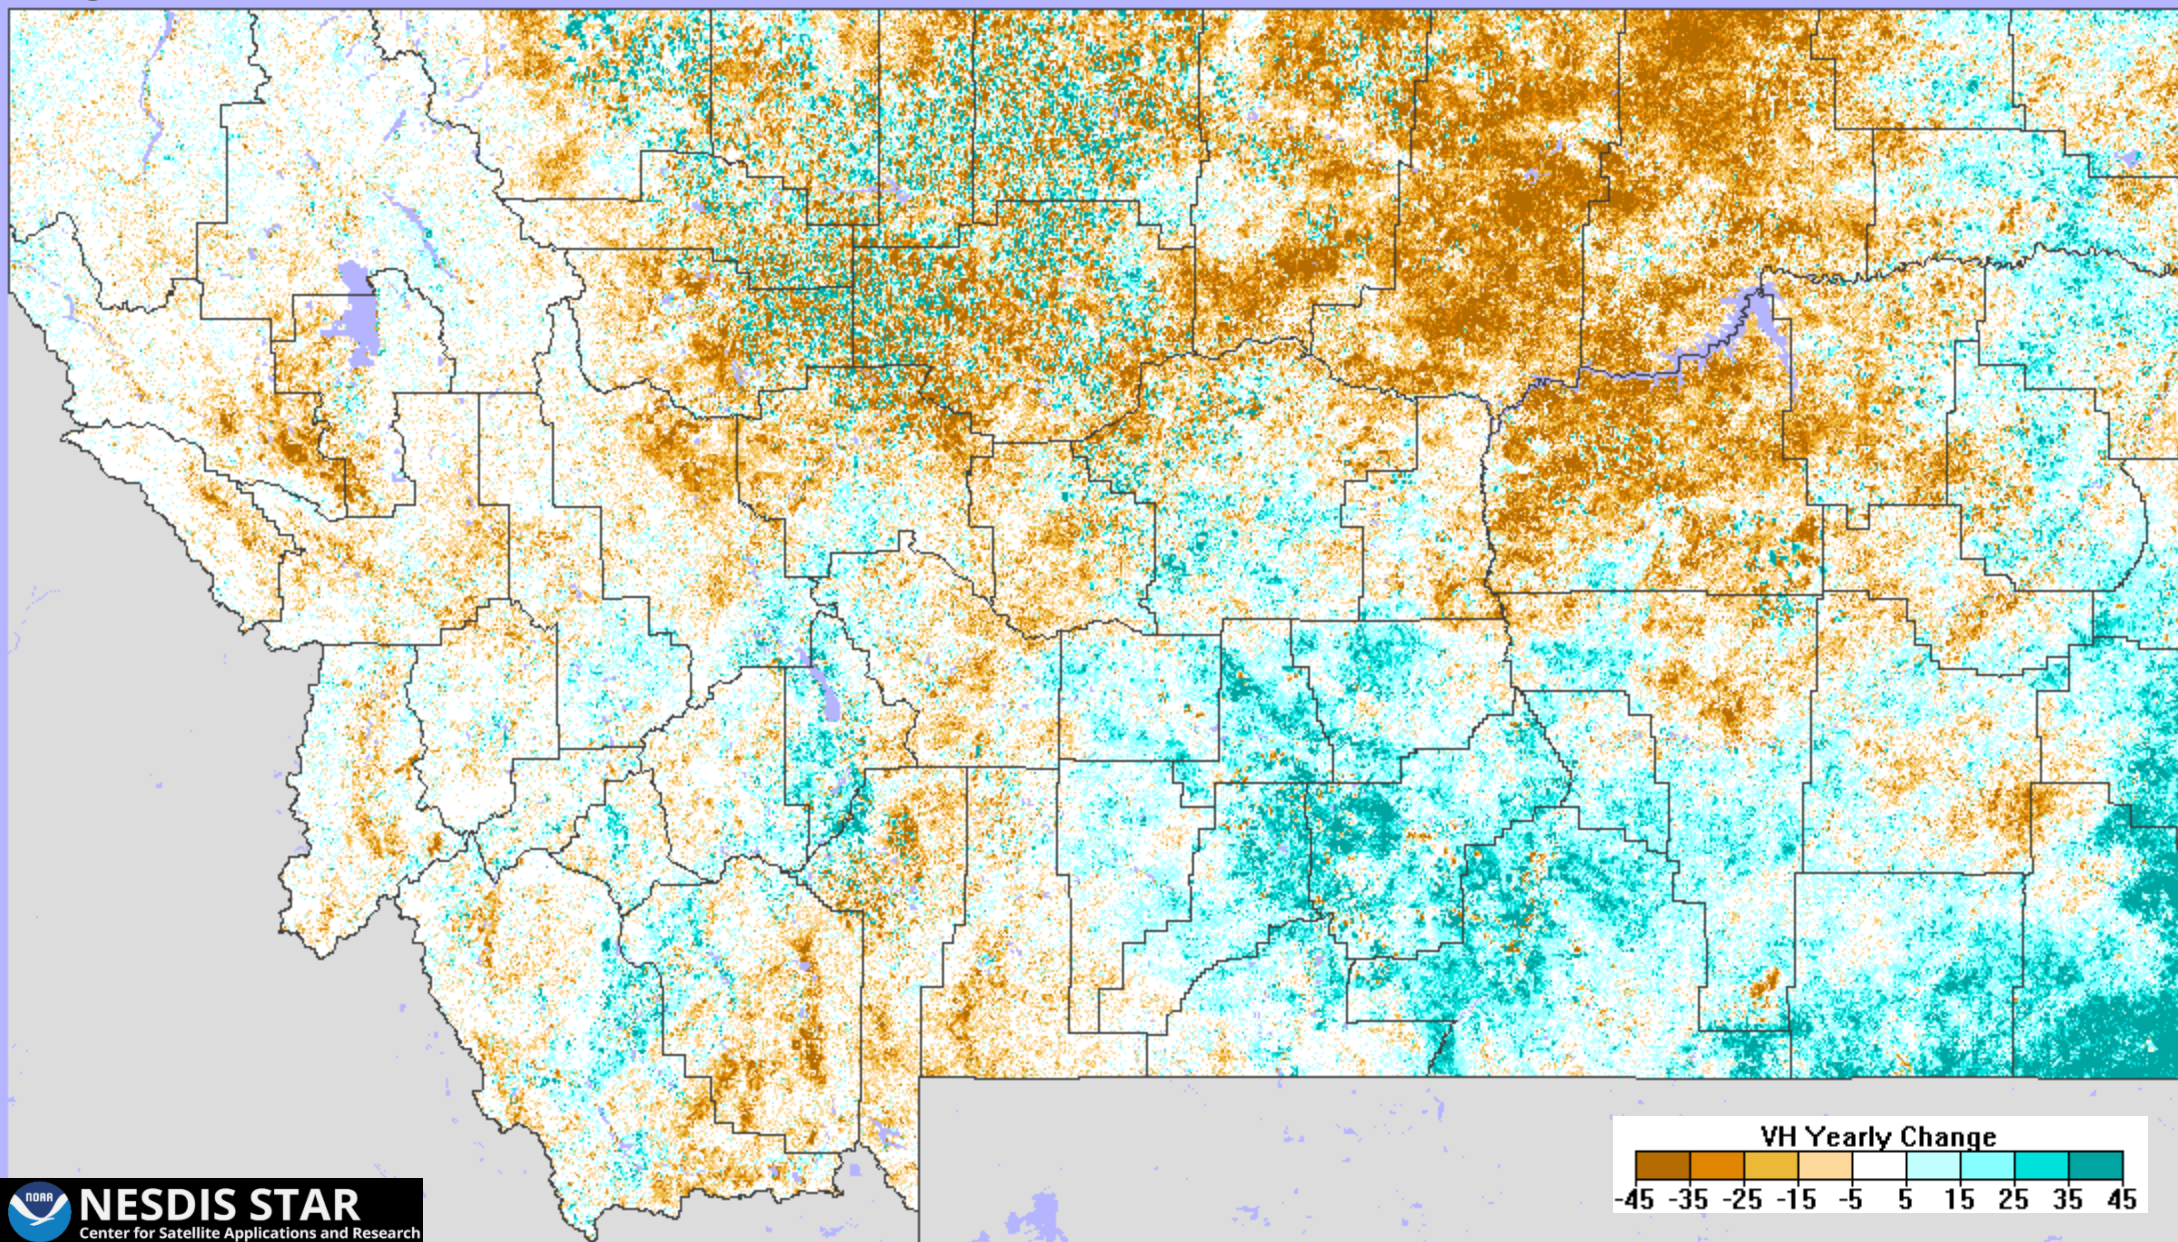 VH Yearly Change
-45 -35 -25 -15 -5 5 15 25 35 45
NOAA
NESDIS STAR
Center for Satellite Applications and Research